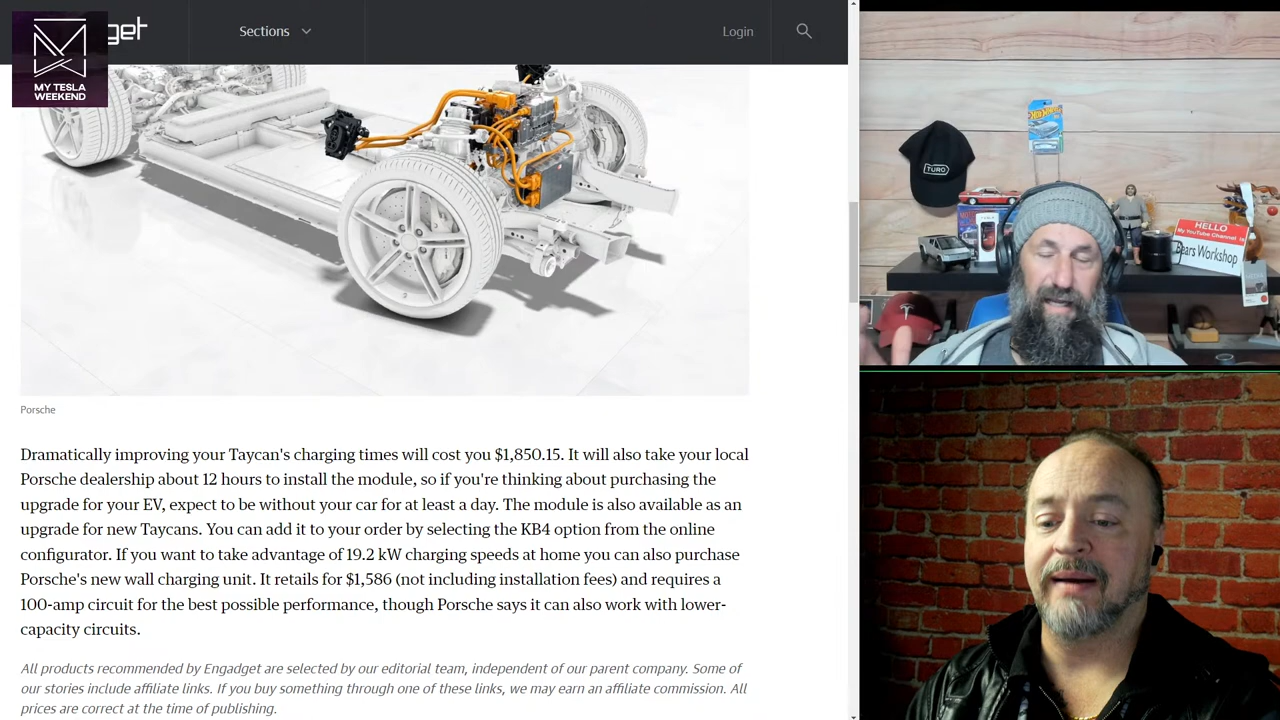 get
Sections
Login
MY TESLA
WEEKEND
Porsche
Dramatically improving your Taycan's charging times will cost you $1,850.15. It will also take your local
Porsche dealership about 12 hours to install the module, so if you're thinking about purchasing the
upgrade for your EV, expect to be without your car for at least a day. The module is also available as an
upgrade for new Taycans. You can add it to your order by selecting the KB4 option from the online
configurator. If you want to take advantage of 19.2 kW charging speeds at home you can also purchase
Porsche's new wall charging unit. It retails for $1,586 (not including installation fees) and requires a
100-amp circuit for the best possible performance, though Porsche says it can also work with lower-
capacity circuits.
All products recommended by Engadget are selected by our editorial team, independent of our parent company. Some of
our stories include affiliate links. If you buy something through one of these links, we may earn an affiliate commission. All
prices are correct at the time of publishing.
HOT WHEELS
TURO
TESLA
HELLO
My YouTube Channel is
Bears Workshop